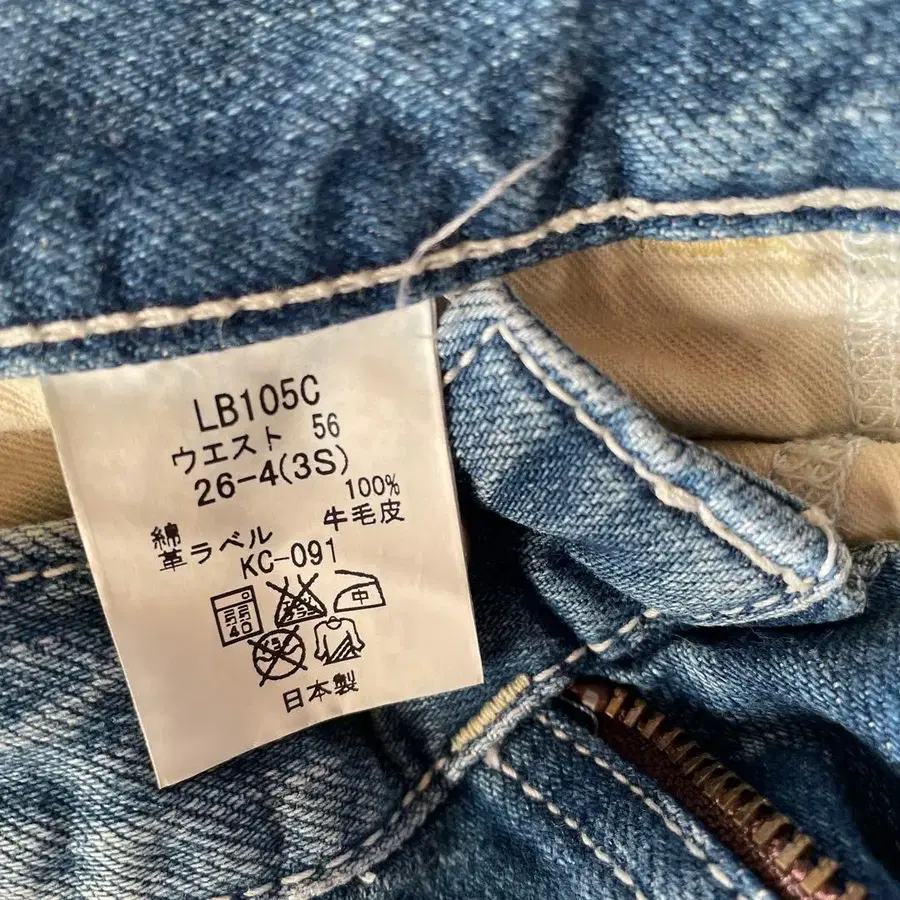 LB105C
ウエスト 56
26-4(3S)
綿 100%
革ラベル 牛毛皮
KC-091
弱
40
中
日本製